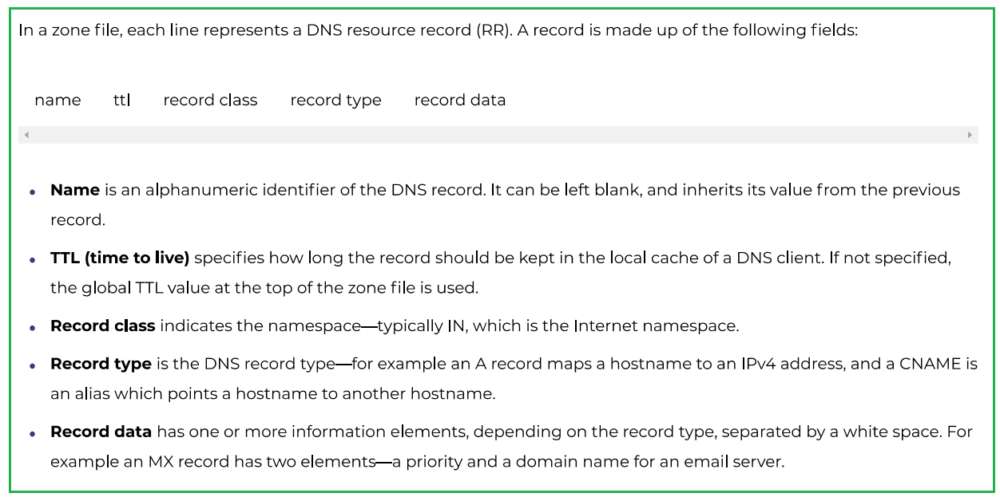 In a zone file, each line represents a DNS resource record (RR). A record is made up of the following fields:
name ttl record class record type record data
Name is an alphanumeric identifier of the DNS record. It can be left blank, and inherits its value from the previous
record.
TTL (time to live) specifies how long the record should be kept in the local cache of a DNS client. If not specified,
the global TTL value at the top of the zone file is used.
Record class indicates the namespace—typically IN, which is the Internet namespace.
Record type is the DNS record type—for example an A record maps a hostname to an IPv4 address, and a CNAME is
an alias which points a hostname to another hostname.
Record data has one or more information elements, depending on the record type, separated by a white space. For
example an MX record has two elements—a priority and a domain name for an email server.